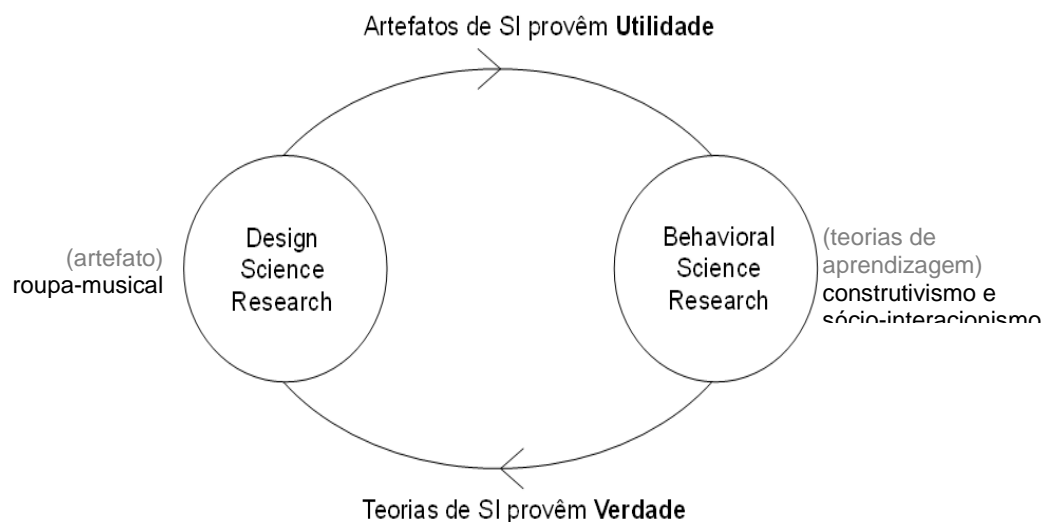 Artefatos de SI provêm Utilidade
(artefato)
roupa-musical
Design
Science
Research
Behavioral
Science
Research
(teorias de
aprendizagem)
construtivismo e
sócio-interacionismo
Teorias de SI provêm Verdade